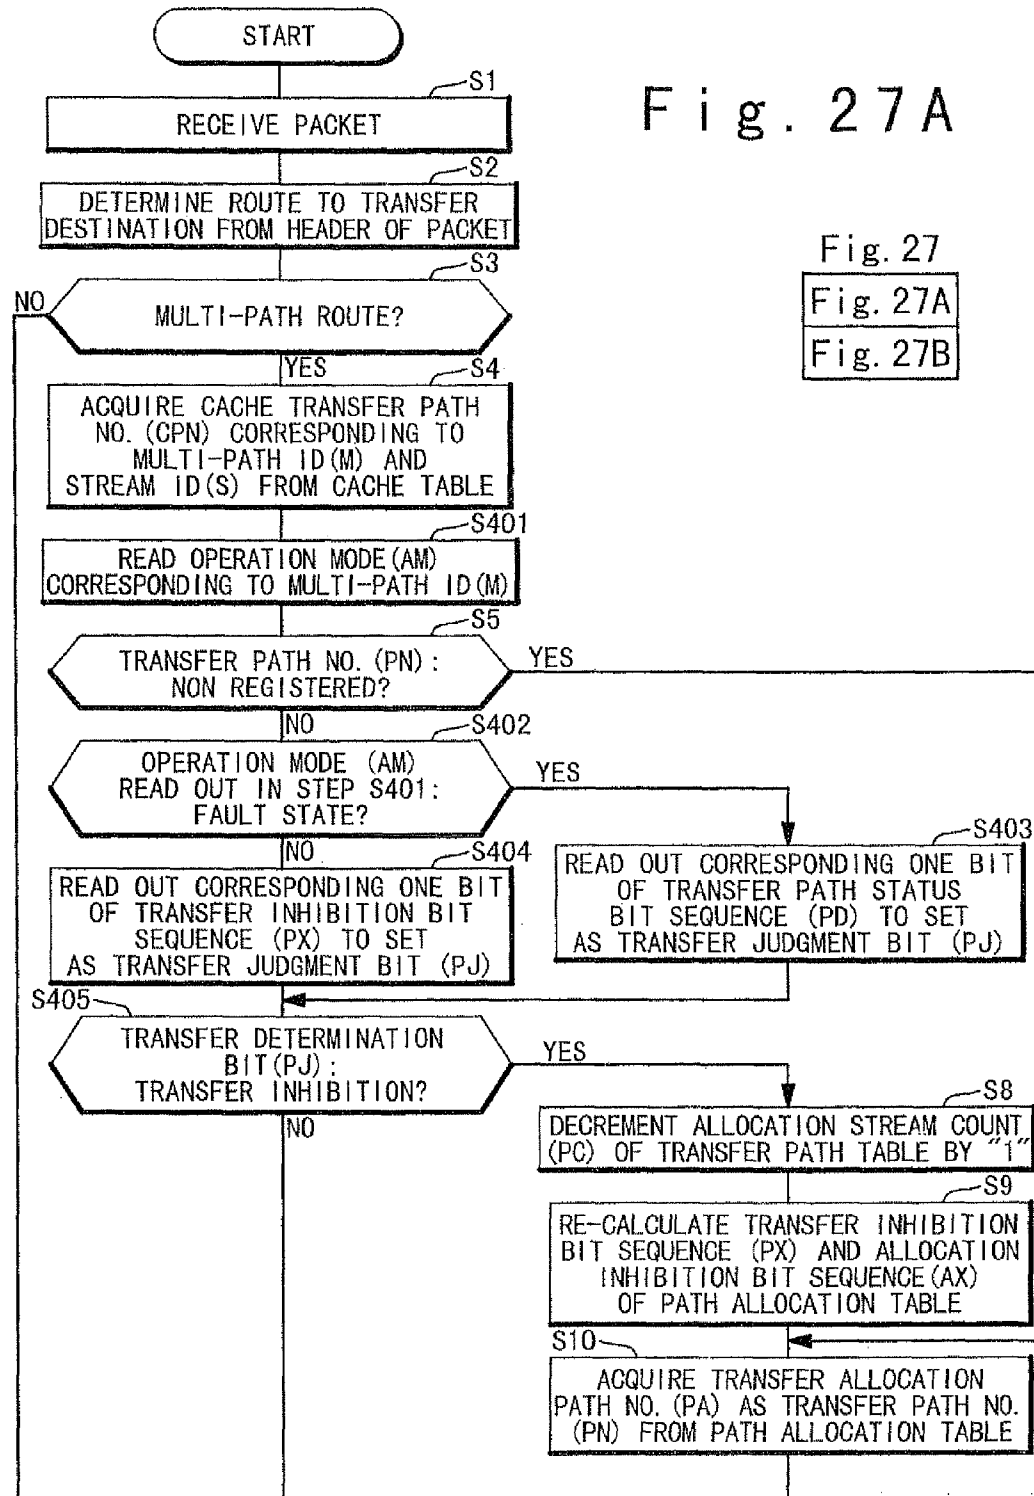 START
Fig. 27A
S1
RECEIVE PACKET
S2
DETERMINE ROUTE TO TRANSFER
DESTINATION FROM HEADER OF PACKET
Fig. 27
Fig. 27A
Fig. 27B
S3
NO
MULTI-PATH ROUTE?
YES
S4
ACQUIRE CACHE TRANSFER PATH
NO. (CPN) CORRESPONDING TO
MULTI-PATH ID(M) AND
STREAM ID(S) FROM CACHE TABLE
S401
READ OPERATION MODE(AM)
CORRESPONDING TO MULTI-PATH ID(M)
S5
TRANSFER PATH NO. (PN):
NON REGISTERED?
YES
NO
S402
OPERATION MODE (AM)
READ OUT IN STEP S401:
FAULT STATE?
YES
NO
S403
READ OUT CORRESPONDING ONE BIT
OF TRANSFER PATH STATUS
BIT SEQUENCE (PD) TO SET
AS TRANSFER JUDGMENT BIT (PJ)
S404
READ OUT CORRESPONDING ONE BIT
OF TRANSFER INHIBITION BIT
SEQUENCE (PX) TO SET
AS TRANSFER JUDGMENT BIT (PJ)
S405
TRANSFER DETERMINATION
BIT(PJ):
TRANSFER INHIBITION?
YES
NO
S8
DECREMENT ALLOCATION STREAM COUNT
(PC) OF TRANSFER PATH TABLE BY "1"
S9
RE-CALCULATE TRANSFER INHIBITION
BIT SEQUENCE (PX) AND ALLOCATION
INHIBITION BIT SEQUENCE(AX)
OF PATH ALLOCATION TABLE
S10
ACQUIRE TRANSFER ALLOCATION
PATH NO. (PA) AS TRANSFER PATH NO.
(PN) FROM PATH ALLOCATION TABLE